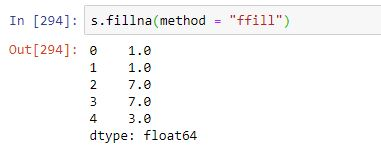 In [294]: s.fillna(method = "ffill")
Out[294]: 0    1.0
1    1.0
2    7.0
3    7.0
4    3.0
dtype: float64